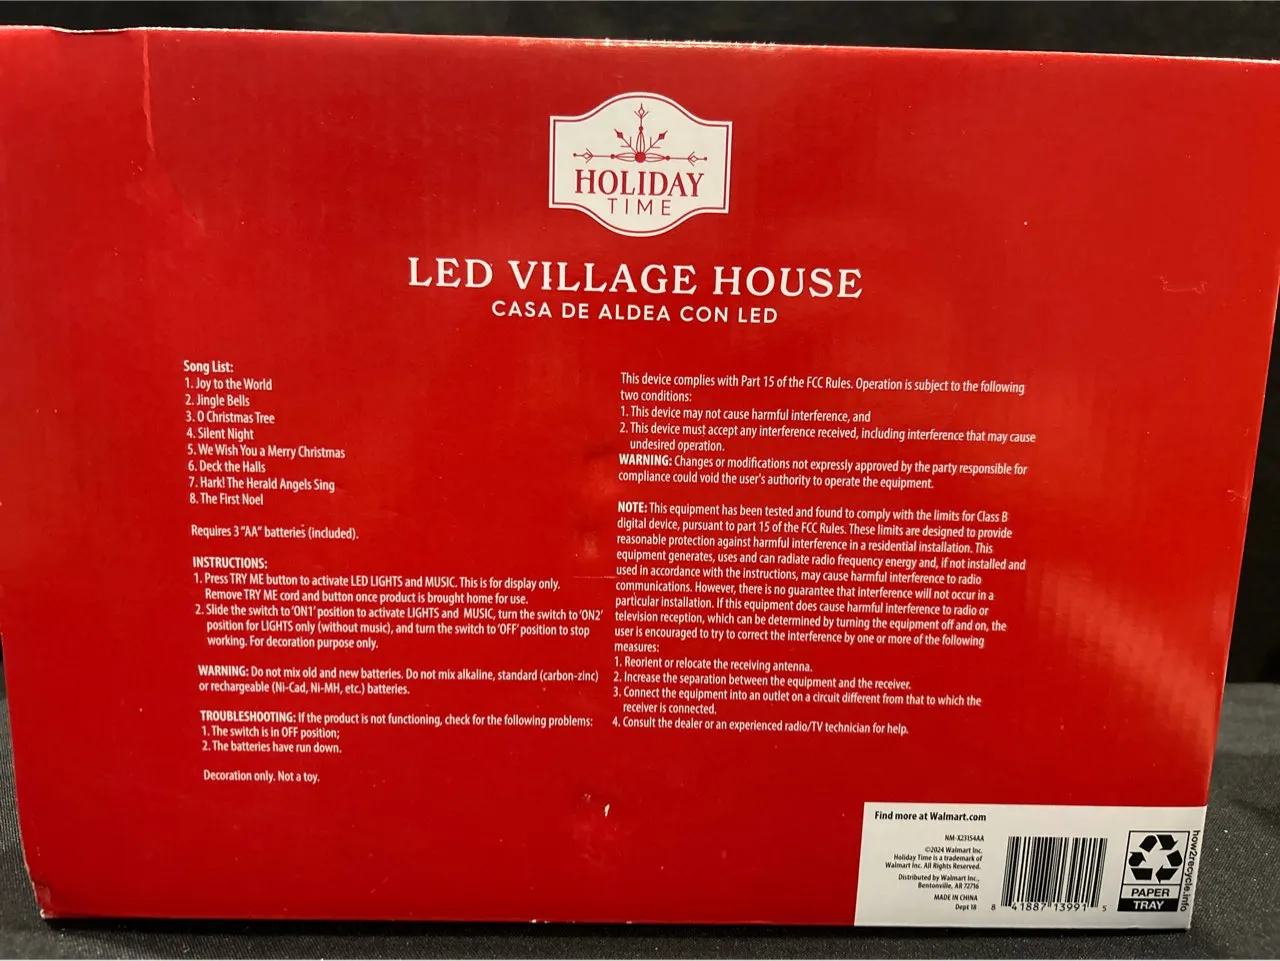 HOLIDAY
TIME
LED VILLAGE HOUSE
CASA DE ALDEA CON LED
Song List:
1. Joy to the World
2. Jingle Bells
3. O Christmas Tree
4. Silent Night
5. We Wish You a Merry Christmas
6. Deck the Halls
7. Hark! The Herald Angels Sing
8. The First Noel
Requires 3 "AA" batteries (included).
INSTRUCTIONS:
1. Press TRY ME button to activate LED LIGHTS and MUSIC. This is for display only.
Remove TRY ME cord and button once product is brought home for use.
2. Slide the switch to 'ON1' position to activate LIGHTS and MUSIC, turn the switch to 'ON2'
position for LIGHTS only (without music), and turn the switch to 'OFF' position to stop
working. For decoration purpose only.
WARNING: Do not mix old and new batteries. Do not mix alkaline, standard (carbon-zinc)
or rechargeable (Ni-Cad, Ni-MH, etc.) batteries.
TROUBLESHOOTING: If the product is not functioning, check for the following problems:
1. The switch is in OFF position;
2. The batteries have run down.
Decoration only. Not a toy.
This device complies with Part 15 of the FCC Rules. Operation is subject to the following
two conditions:
1. This device may not cause harmful interference, and
2. This device must accept any interference received, including interference that may cause
undesired operation.
WARNING: Changes or modifications not expressly approved by the party responsible for
compliance could void the user's authority to operate the equipment.
NOTE: This equipment has been tested and found to comply with the limits for Class B
digital device, pursuant to part 15 of the FCC Rules. These limits are designed to provide
reasonable protection against harmful interference in a residential installation. This
equipment generates, uses and can radiate radio frequency energy and, if not installed and
used in accordance with the instructions, may cause harmful interference to radio
communications. However, there is no guarantee that interference will not occur in a
particular installation. If this equipment does cause harmful interference to radio or
television reception, which can be determined by turning the equipment off and on, the
user is encouraged to try to correct the interference by one or more of the following
measures:
1. Reorient or relocate the receiving antenna.
2. Increase the separation between the equipment and the receiver.
3. Connect the equipment into an outlet on a circuit different from that to which the
receiver is connected.
4. Consult the dealer or an experienced radio/TV technician for help.
Find more at Walmart.com
NM-X23154AA
©2024 Walmart Inc.
Holiday Time is a trademark of
Walmart Inc. All Rights Reserved.
Distributed by Walmart Inc.,
Bentonville, AR 72716
MADE IN CHINA
Dept 18
8 41887 13991 5
PAPER
TRAY
how2recycle.info